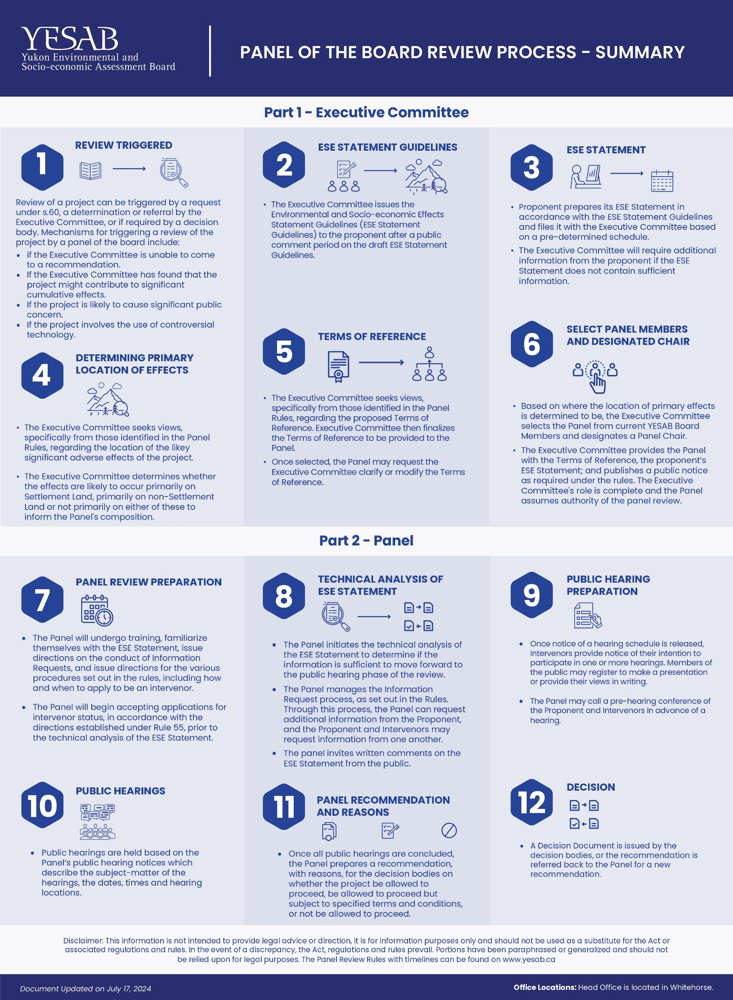 YESAB
Yukon Environmental and
Socio-economic Assessment Board
PANEL OF THE BOARD REVIEW PROCESS - SUMMARY
Part 1 - Executive Committee
1
REVIEW TRIGGERED
Review of a project can be triggered by a request
under s.60, a determination or referral by the
Executive Committee, or if required by a decision
body. Mechanisms for triggering a review of the
project by a panel of the board include:
• if the Executive Committee is unable to come
to a recommendation.
• If the Executive Committee has found that the
project might contribute to significant
cumulative effects.
• If the project is likely to cause significant public
concern.
• If the project involves the use of controversial
technology.
2
ESE STATEMENT GUIDELINES
• The Executive Committee issues the
Environmental and Socio-economic Effects
Statement Guidelines (ESE Statement
Guidelines) to the proponent after a public
comment period on the draft ESE Statement
Guidelines.
3
ESE STATEMENT
• Proponent prepares its ESE Statement in
accordance with the ESE Statement Guidelines
and files it with the Executive Committee based
on a pre-determined schedule.
• The Executive Committee will require additional
information from the proponent if the ESE
Statement does not contain sufficient
information.
4
DETERMINING PRIMARY
LOCATION OF EFFECTS
• The Executive Committee seeks views,
specifically from those identified in the Panel
Rules, regarding the location of the likey
significant adverse effects of the project.
• The Executive Committee determines whether
the effects are likely to occur primarily on
Settlement Land, primarily on non-Settlement
Land or not primarily on either of these to
inform the Panel's composition.
5
TERMS OF REFERENCE
• The Executive Committee seeks views,
specifically from those identified in the Panel
Rules, regarding the proposed Terms of
Reference. Executive Committee then finalizes
the Terms of Reference to be provided to the
Panel.
• Once selected, the Panel may request the
Executive Committee clarify or modify the Terms
of Reference.
6
SELECT PANEL MEMBERS
AND DESIGNATED CHAIR
• Based on where the location of primary effects
is determined to be, the Executive Committee
selects the Panel from current YESAB Board
Members and designates a Panel Chair.
• The Executive Committee provides the Panel
with the Terms of Reference, the proponent's
ESE Statement; and publishes a public notice
as required under the rules. The Executive
Committee's role is complete and the Panel
assumes authority of the panel review.
Part 2 - Panel
7
PANEL REVIEW PREPARATION
• The Panel will undergo training, familiarize
themselves with the ESE Statement, issue
directions on the conduct of Information
Requests, and issue directions for the various
procedures set out in the rules, including how
and when to apply to be an intervenor.
• The Panel will begin accepting applications for
intervenor status, in accordance with the
directions established under Rule 55, prior to
the technical analysis of the ESE Statement.
8
TECHNICAL ANALYSIS OF
ESE STATEMENT
• The Panel initiates the technical analysis of
the ESE Statement to determine if the
information is sufficient to move forward to
the public hearing phase of the review.
• The Panel manages the Information
Request process, as set out in the Rules.
Through this process, the Panel can request
additional information from the Proponent,
and the Proponent and Intervenors may
request information from one another.
• The panel invites written comments on the
ESE Statement from the public.
9
PUBLIC HEARING
PREPARATION
• Once notice of a hearing schedule is released,
Intervenors provide notice of their intention to
participate in one or more hearings. Members of
the public may register to make a presentation
or provide their views in writing.
• The Panel may call a pre-hearing conference of
the Proponent and Intervenors in advance of a
hearing.
10
PUBLIC HEARINGS
• Public hearings are held based on the
Panel's public hearing notices which
describe the subject-matter of the
hearings, the dates, times and hearing
locations.
11
PANEL RECOMMENDATION
AND REASONS
• Once all public hearings are concluded,
the Panel prepares a recommendation,
with reasons, for the decision bodies on
whether the project be allowed to
proceed, be allowed to proceed but
subject to specified terms and conditions,
or not be allowed to proceed.
12
DECISION
• A Decision Document is issued by the
decision bodies, or the recommendation is
referred back to the Panel for a new
recommendation.
Disclaimer: This information is not intended to provide legal advice or direction, it is for information purposes only and should not be used as a substitute for the Act or
associated regulations and rules. In the event of a discrepancy, the Act, regulations and rules prevail. Portions have been paraphrased or generalized and should not
be relied upon for legal purposes. The Panel Review Rules with timelines can be found on www.yesab.ca
Document Updated on July 17, 2024
Office Locations: Head Office is located in Whitehorse.